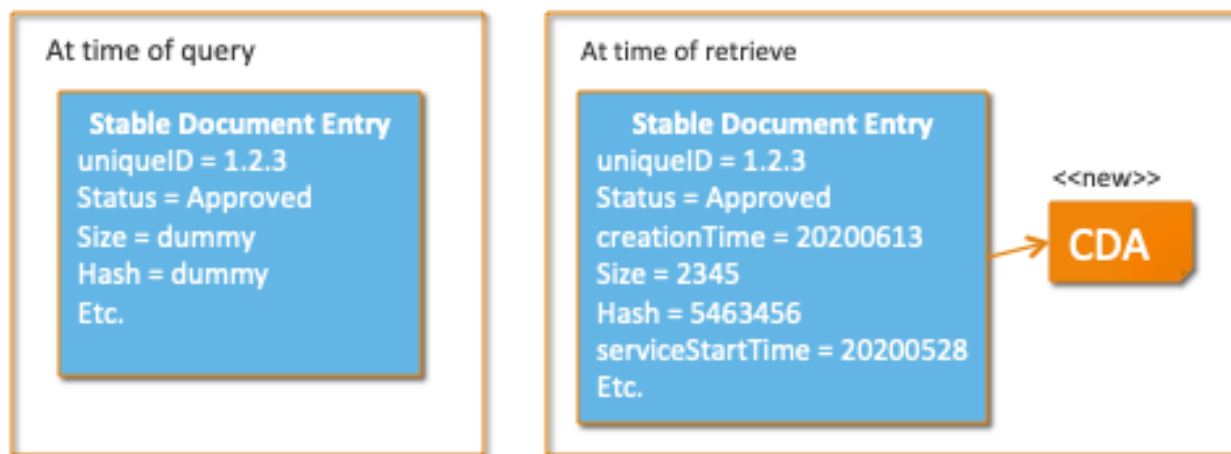 At time of query
Stable Document Entry
uniqueID = 1.2.3
Status = Approved
Size = dummy
Hash = dummy
Etc.
At time of retrieve
Stable Document Entry
uniqueID = 1.2.3
Status = Approved
creationTime = 20200613
Size = 2345
Hash = 5463456
serviceStartTime = 20200528
Etc.
<<new>>
CDA